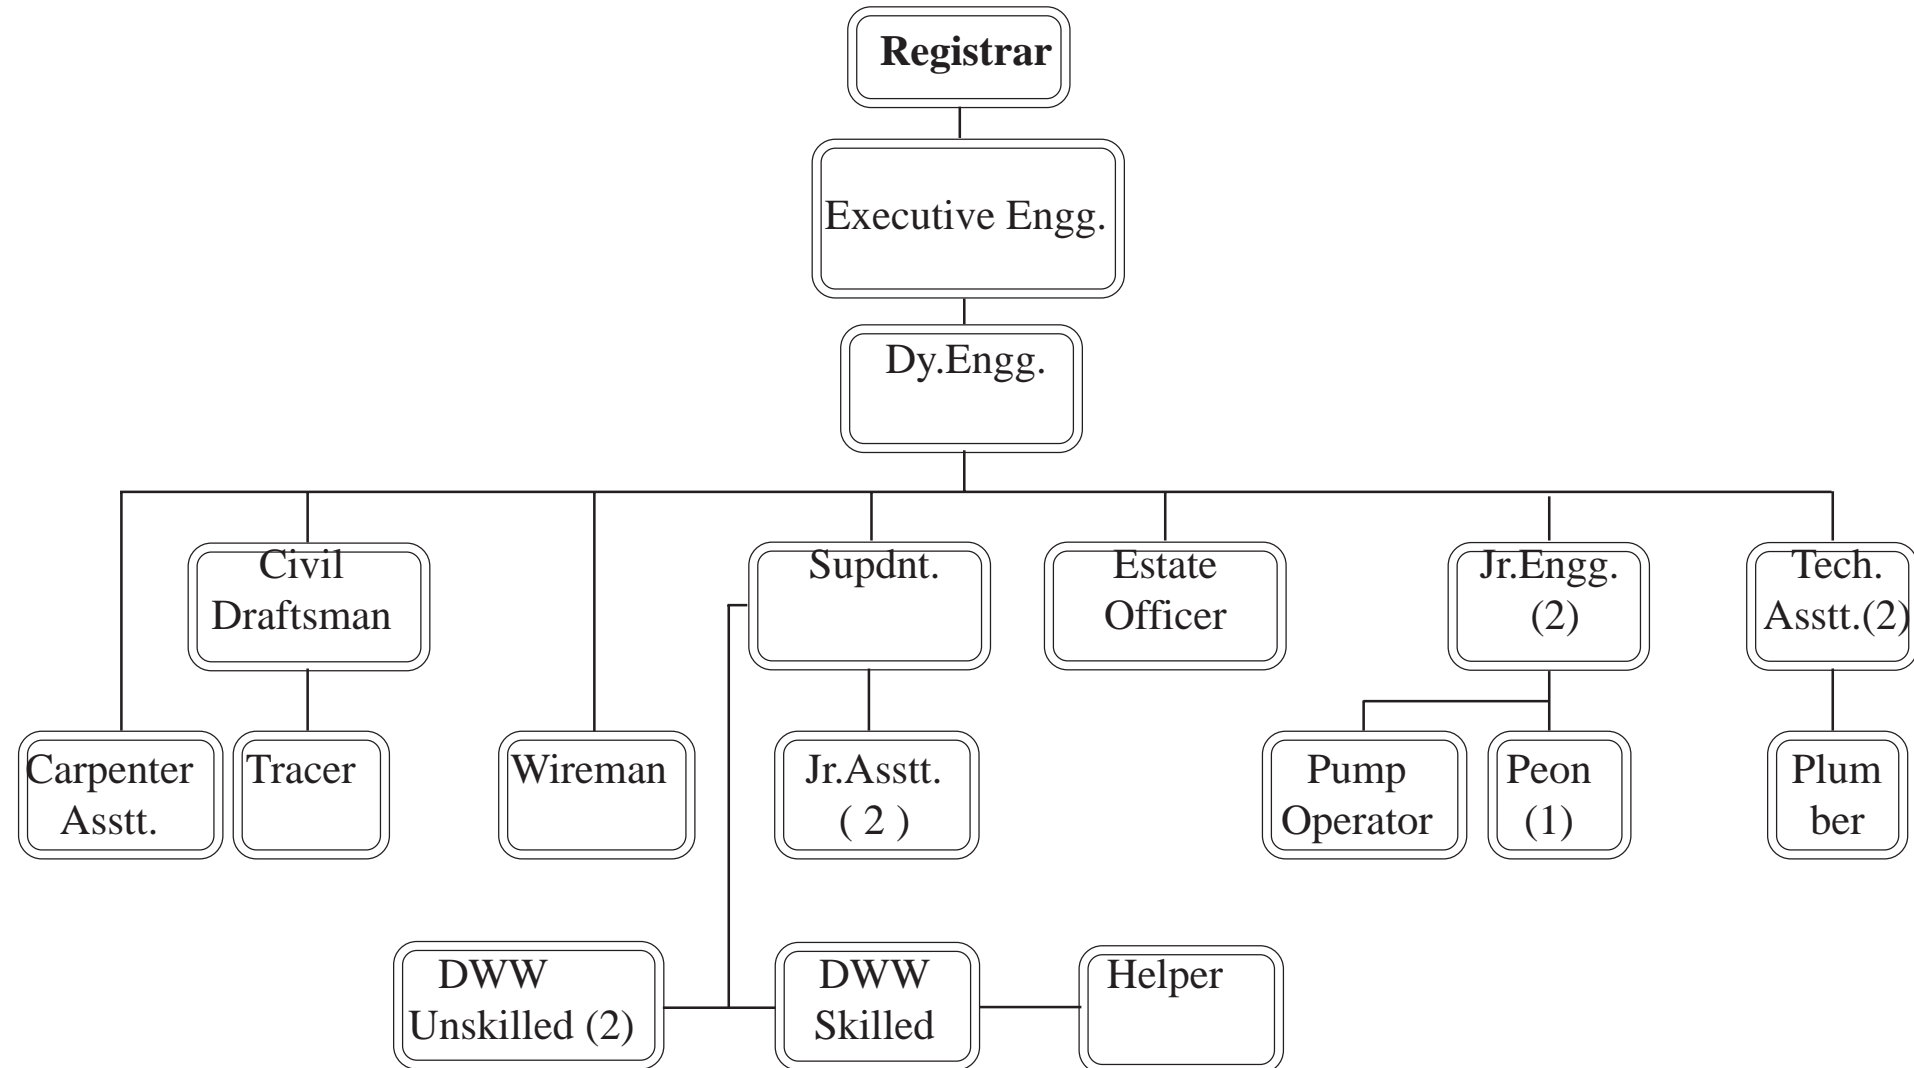 Registrar
Executive Engg.
Dy.Engg.
Civil
Draftsman
Supdnt.
Estate
Officer
Jr.Engg.
(2)
Tech.
Asstt.(2)
Carpenter
Asstt.
Tracer
Wireman
Jr.Asstt.
( 2 )
Pump
Operator
Peon
(1)
Plum
ber
DWW
Unskilled (2)
DWW
Skilled
Helper